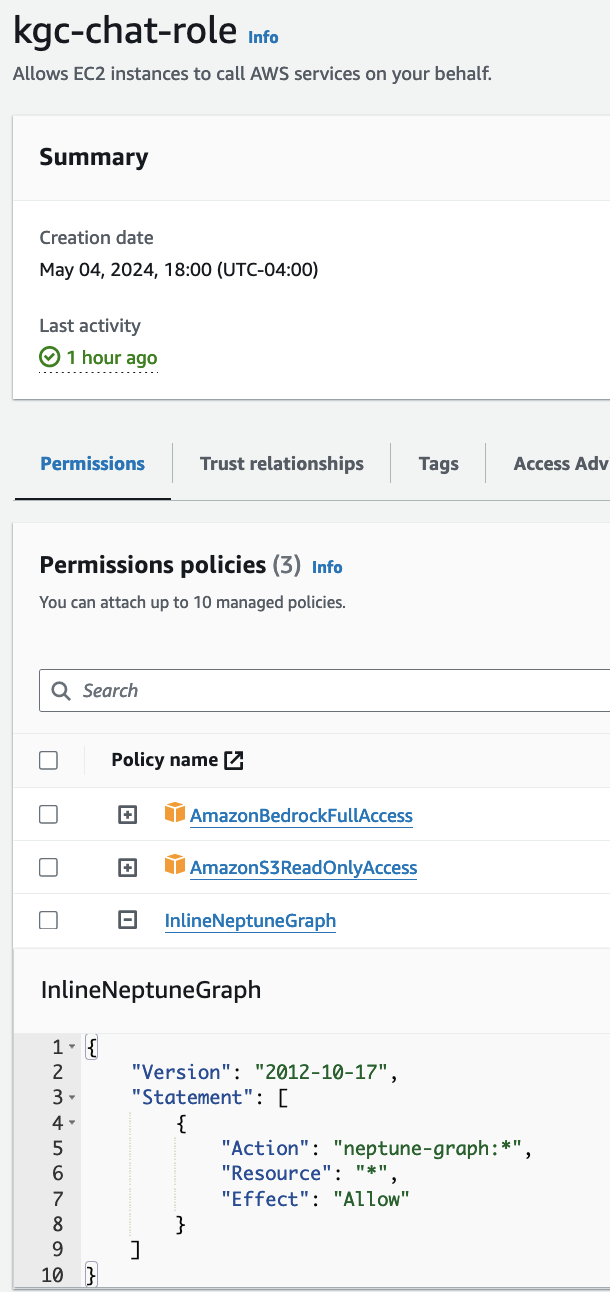 kgc-chat-role Info
Allows EC2 instances to call AWS services on your behalf.
Summary
Creation date
May 04, 2024, 18:00 (UTC-04:00)
Last activity
1 hour ago
Permissions Trust relationships Tags Access Adv
Permissions policies (3) Info
You can attach up to 10 managed policies.
Search
Policy name
AmazonBedrockFullAccess
AmazonS3ReadOnlyAccess
InlineNeptuneGraph
InlineNeptuneGraph
1 {
2 "Version": "2012-10-17",
3 "Statement": [
4 {
5 "Action": "neptune-graph:*",
6 "Resource": "*",
7 "Effect": "Allow"
8 }
9 ]
10 }